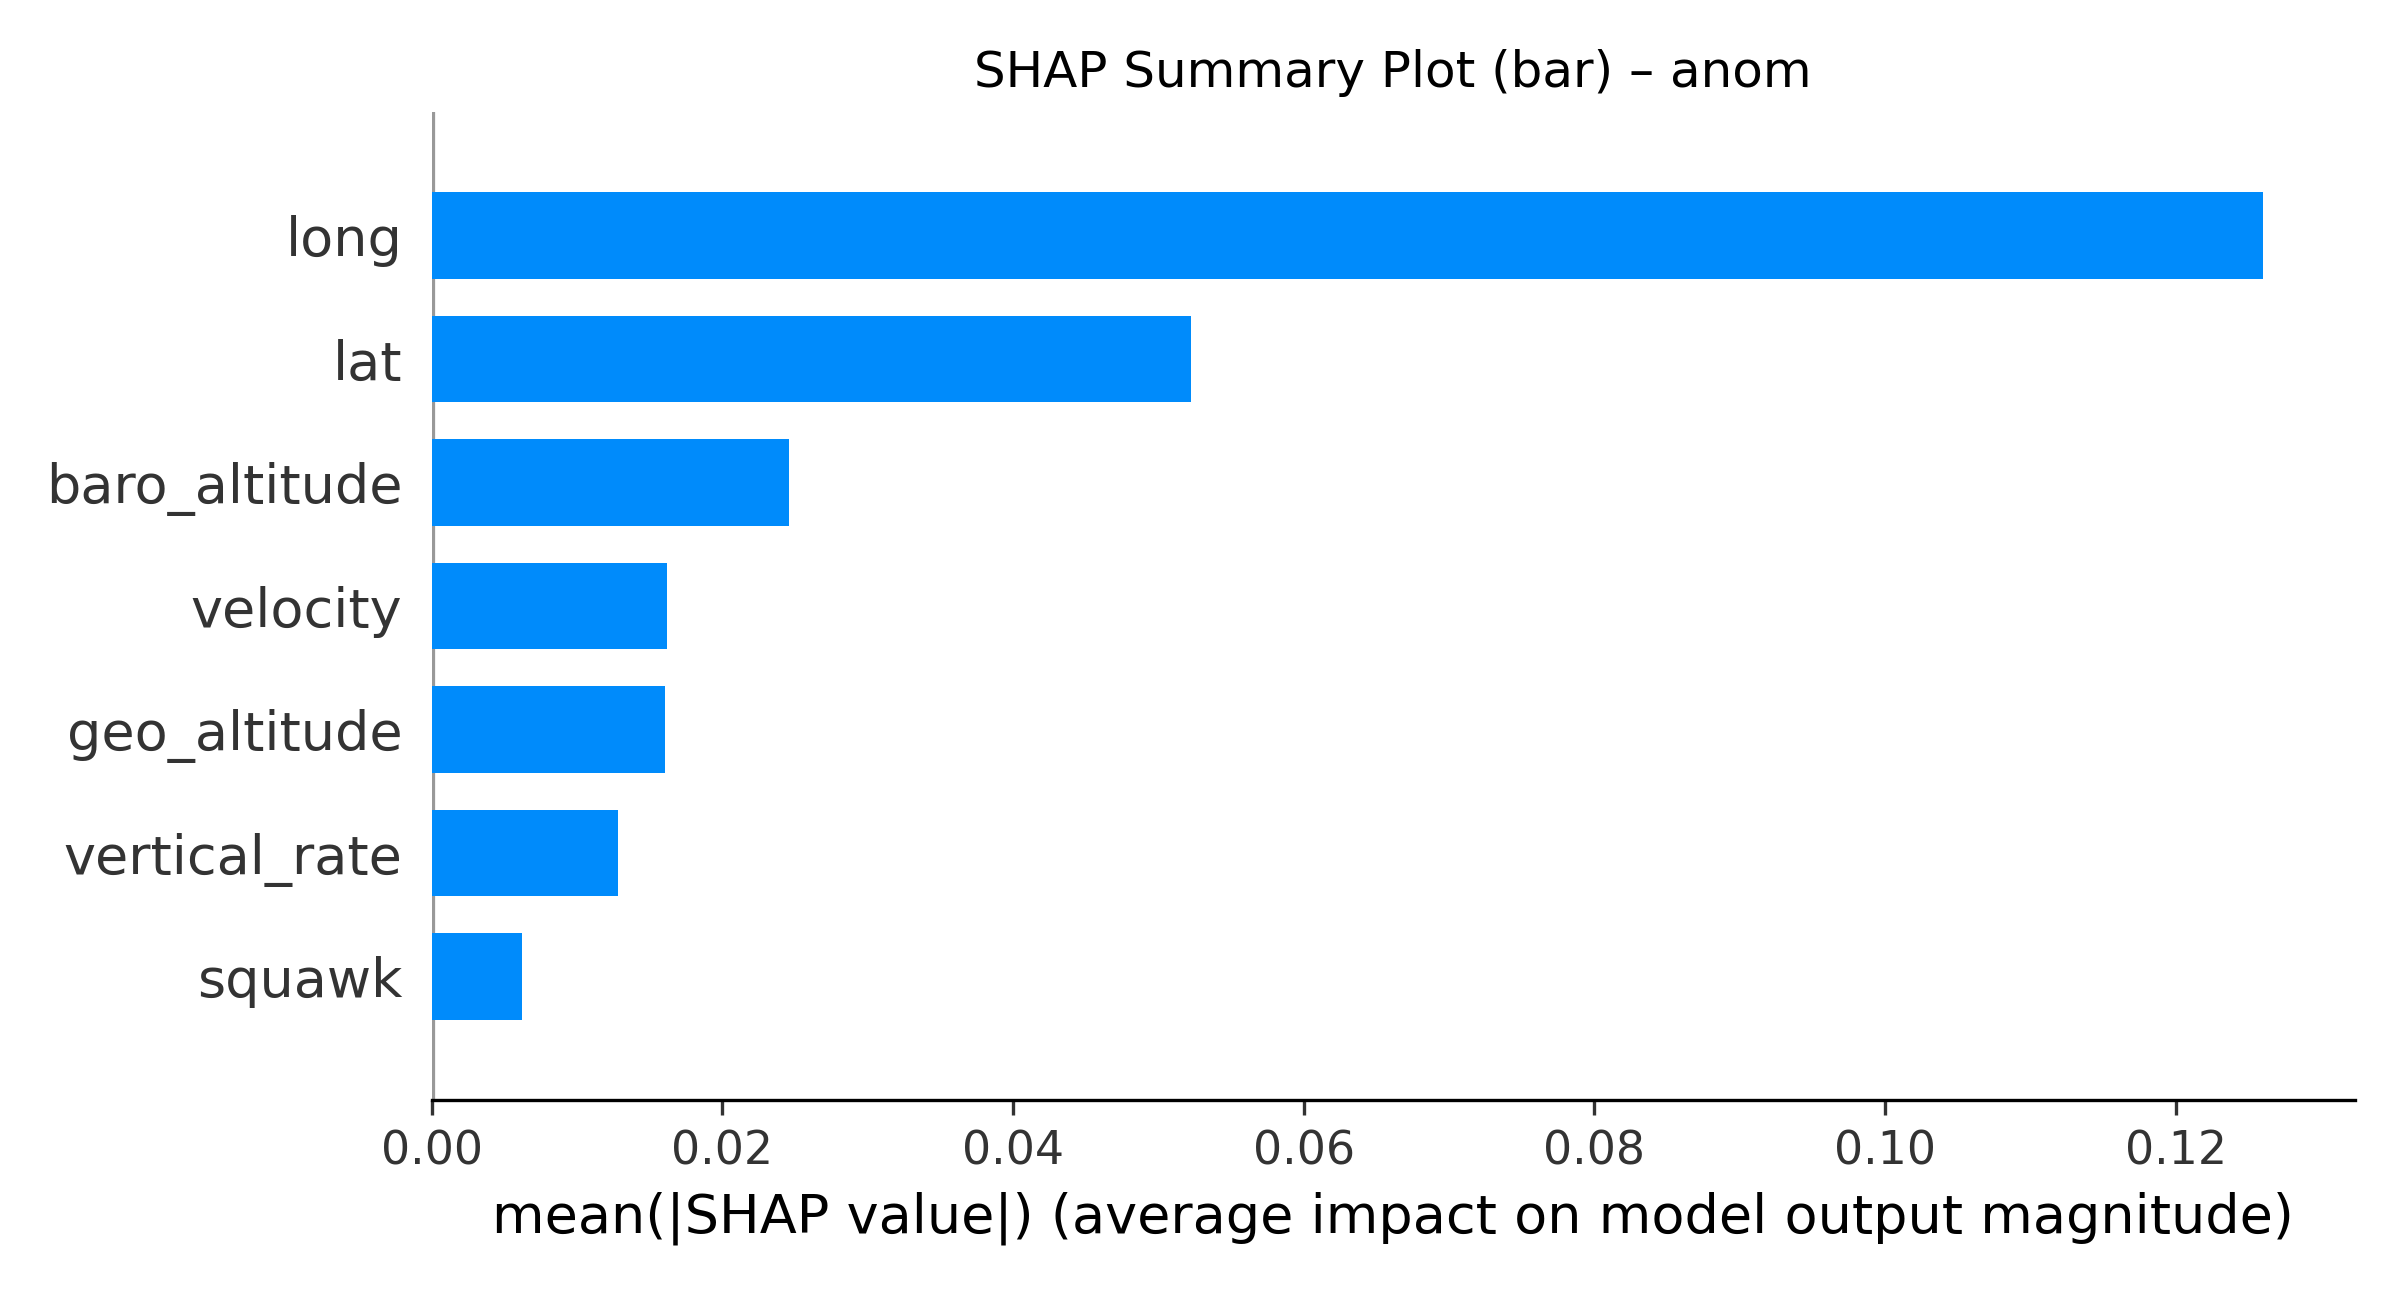 SHAP Summary Plot (bar) – anom
long
lat
baro_altitude
velocity
geo_altitude
vertical_rate
squawk
0.00 0.02 0.04 0.06 0.08 0.10 0.12
mean(|SHAP value|) (average impact on model output magnitude)